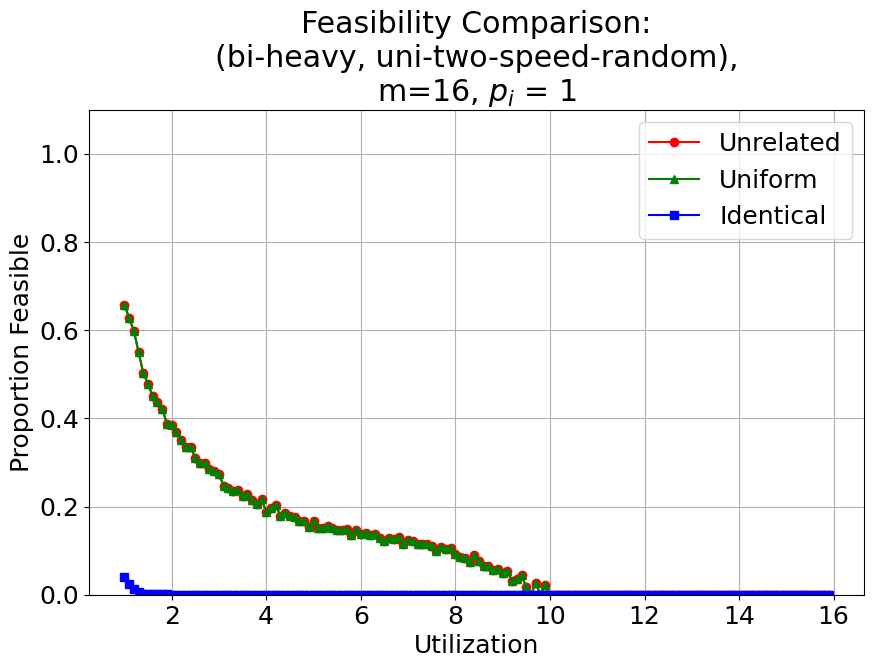 Feasibility Comparison:
(bi-heavy, uni-two-speed-random),
m=16, pᵢ = 1
Unrelated
Uniform
Identical
Proportion Feasible
1.0
0.8
0.6
0.4
0.2
0.0
2 4 6 8 10 12 14 16
Utilization